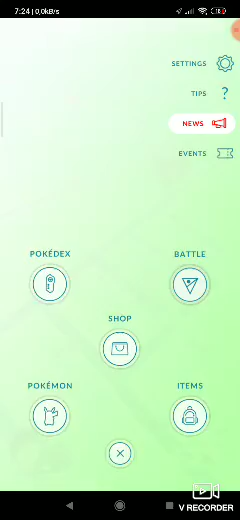 7:24 | 0,0kB/s
SETTINGS
TIPS
NEWS
EVENTS
POKÉDEX
BATTLE
SHOP
POKÉMON
ITEMS
V RECORDER